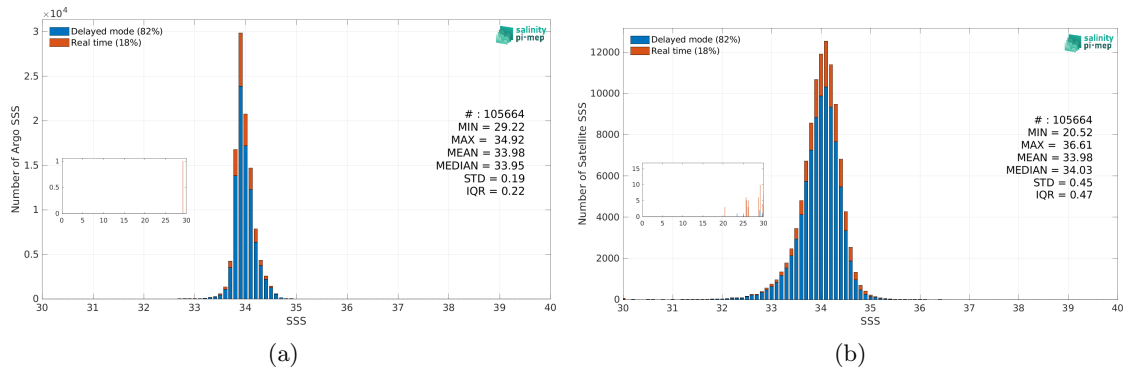 ×10⁴
Delayed mode (82%)
Real time (18%)
salinity
pi-mep
# : 105664
MIN = 29.22
MAX = 34.92
MEAN = 33.98
MEDIAN = 33.95
STD = 0.19
IQR = 0.22
Number of Argo SSS
3
2.5
2
1.5
1
0.5
0
1
0.5
0
0 5 10 15 20 25 30
30 31 32 33 34 35 36 37 38 39 40
SSS
(a)
Delayed mode (82%)
Real time (18%)
salinity
pi-mep
# : 105664
MIN = 20.52
MAX = 36.61
MEAN = 33.98
MEDIAN = 34.03
STD = 0.45
IQR = 0.47
Number of Satellite SSS
12000
10000
8000
6000
4000
2000
0
15
10
5
0
0 5 10 15 20 25 30
30 31 32 33 34 35 36 37 38 39 40
SSS
(b)